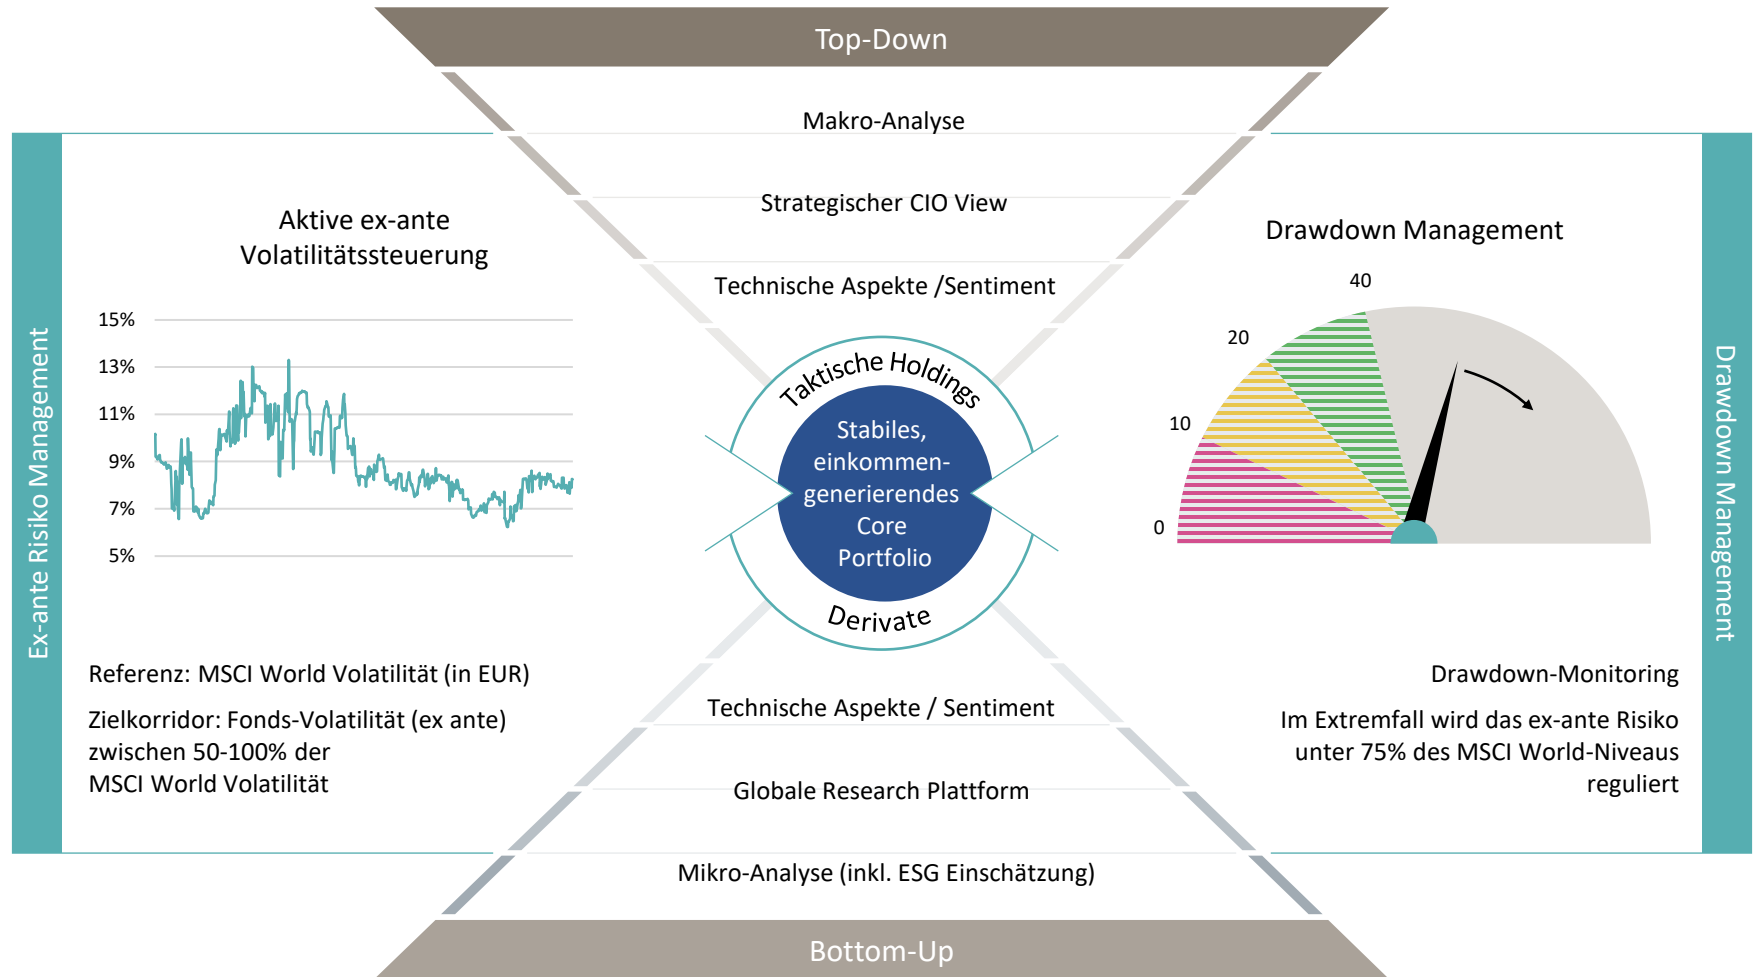 Top-Down
Makro-Analyse
Strategischer CIO View
Technische Aspekte /Sentiment
Ex-ante Risiko Management
Aktive ex-ante
Volatilitätssteuerung
15%
13%
11%
9%
7%
5%
Referenz: MSCI World Volatilität (in EUR)
Zielkorridor: Fonds-Volatilität (ex ante)
zwischen 50-100% der
MSCI World Volatilität
Taktische Holdings
Stabiles,
einkommen-
generierendes
Core
Portfolio
Derivate
Drawdown Management
40
20
10
0
Drawdown-Monitoring
Im Extremfall wird das ex-ante Risiko
unter 75% des MSCI World-Niveaus
reguliert
Drawdown Management
Technische Aspekte / Sentiment
Globale Research Plattform
Mikro-Analyse (inkl. ESG Einschätzung)
Bottom-Up